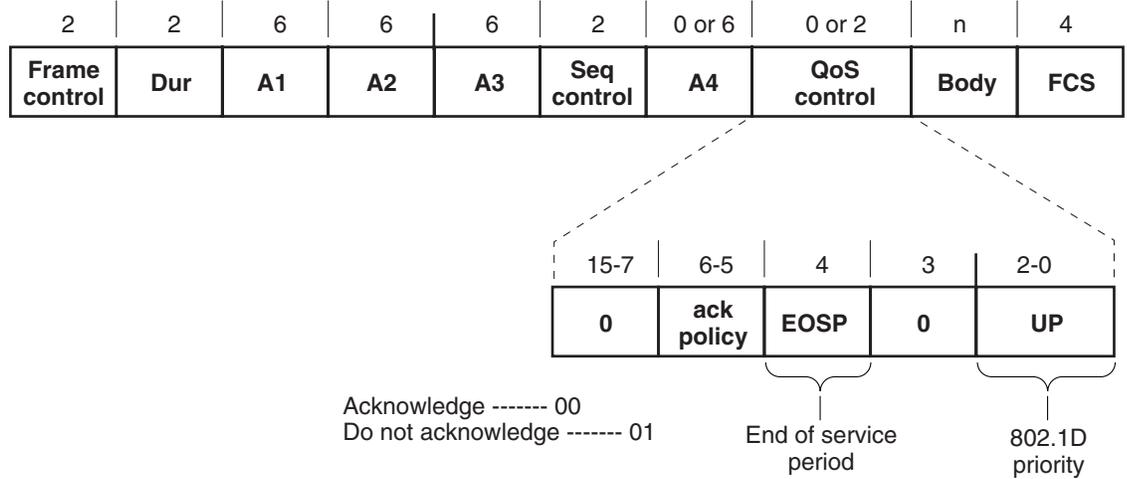 2 2 6 6 6 2 0 or 6 0 or 2 n 4
Frame control Dur A1 A2 A3 Seq control A4 QoS control Body FCS
15-7 6-5 4 3 2-0
0 ack policy EOSP 0 UP
Acknowledge ------- 00
Do not acknowledge ------- 01
End of service
period
802.1D
priority